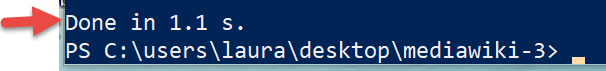 Done in 1.1 s.
PS C:\users\laura\desktop\mediawiki-3>